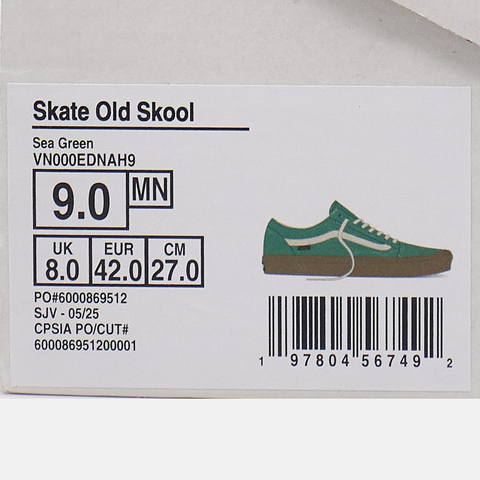 Skate Old Skool
Sea Green
VN000EDNAH9
9.0 MN
UK EUR CM
8.0 42.0 27.0
PO#6000869512
SJV - 05/25
CPSIA PO/CUT#
600086951200001
1 97804 56749 2